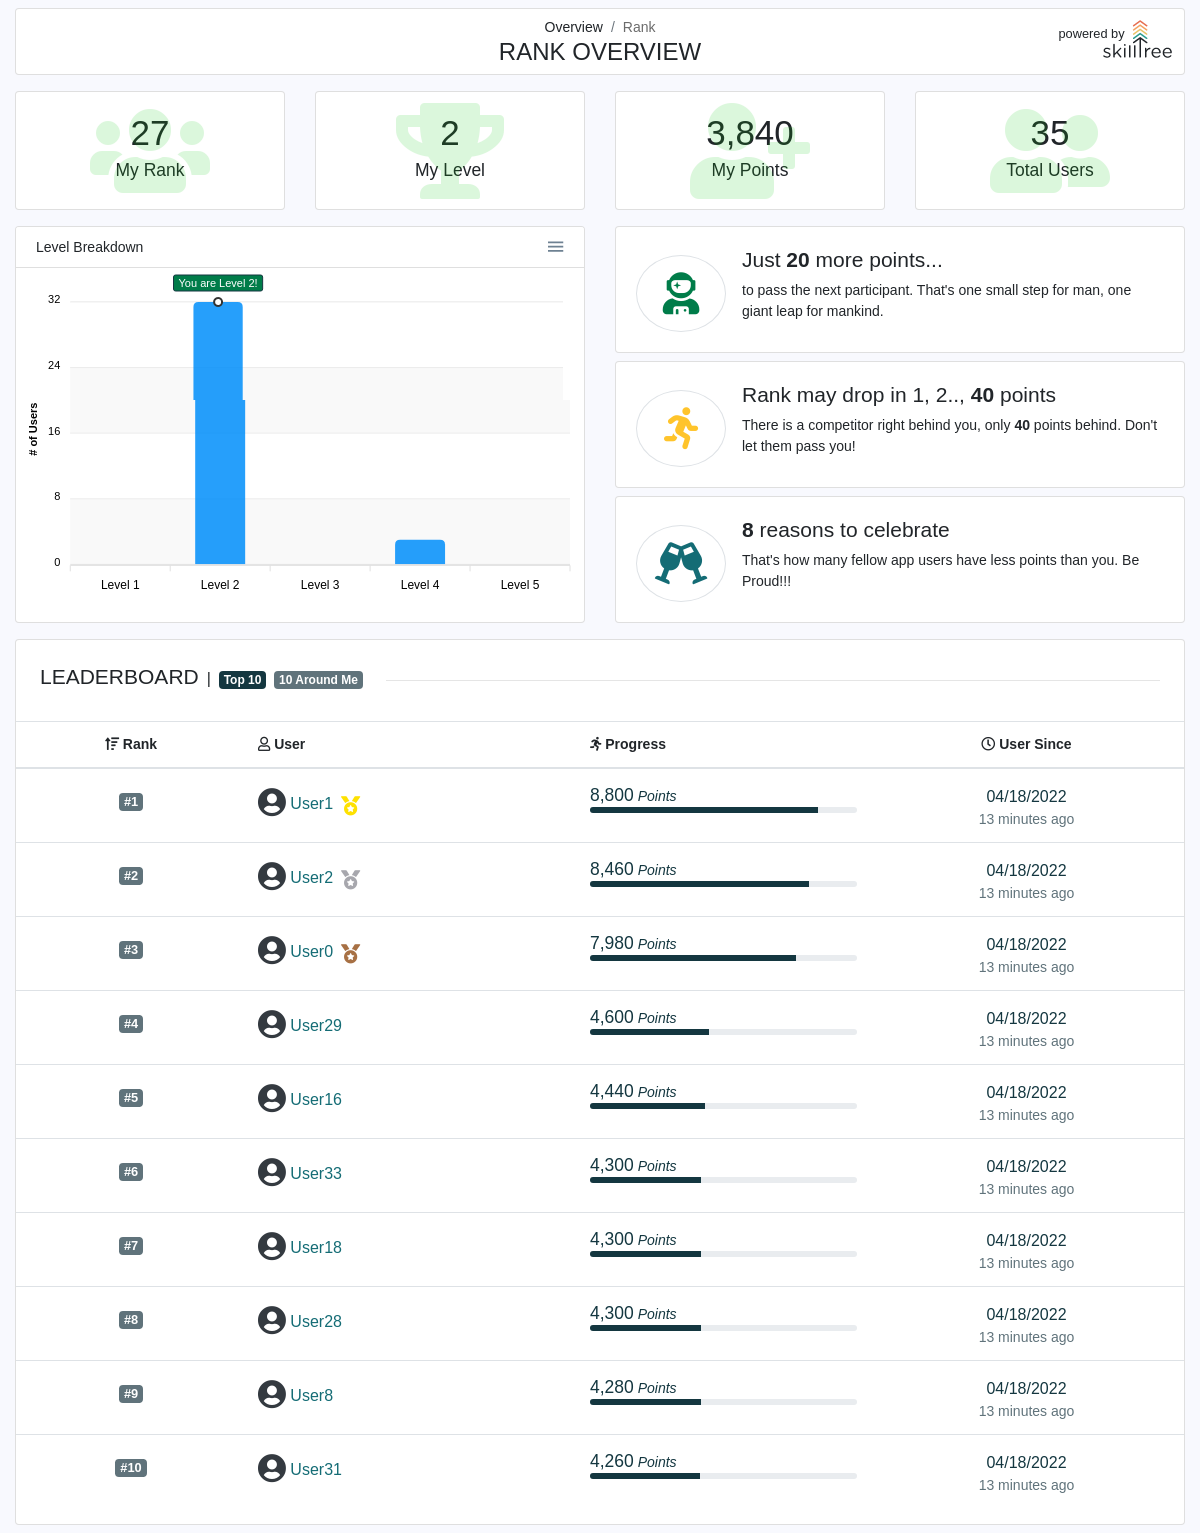 Overview / Rank
RANK OVERVIEW
powered by
skilltree
27
My Rank
2
My Level
3,840
My Points
35
Total Users
Level Breakdown
You are Level 2!
32
24
16
8
0
# of Users
Level 1 Level 2 Level 3 Level 4 Level 5
Just 20 more points...
to pass the next participant. That's one small step for man, one
giant leap for mankind.
Rank may drop in 1, 2.., 40 points
There is a competitor right behind you, only 40 points behind. Don't
let them pass you!
8 reasons to celebrate
That's how many fellow app users have less points than you. Be
Proud!!!
LEADERBOARD | Top 10 10 Around Me
Rank User Progress User Since
#1 User1 8,800 Points 04/18/2022
13 minutes ago
#2 User2 8,460 Points 04/18/2022
13 minutes ago
#3 User0 7,980 Points 04/18/2022
13 minutes ago
#4 User29 4,600 Points 04/18/2022
13 minutes ago
#5 User16 4,440 Points 04/18/2022
13 minutes ago
#6 User33 4,300 Points 04/18/2022
13 minutes ago
#7 User18 4,300 Points 04/18/2022
13 minutes ago
#8 User28 4,300 Points 04/18/2022
13 minutes ago
#9 User8 4,280 Points 04/18/2022
13 minutes ago
#10 User31 4,260 Points 04/18/2022
13 minutes ago